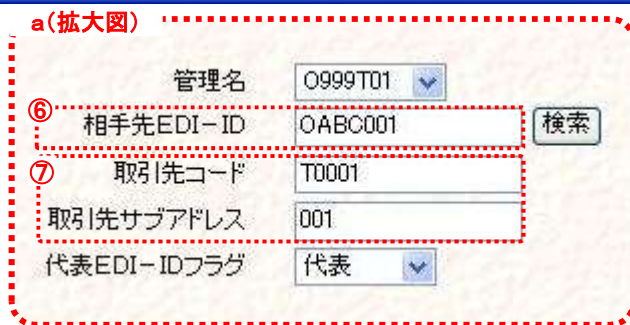 a(拡大図)
管理名 O999T01
⑥ 相手先EDI-ID OABC001 検索
⑦ 取引先コード T0001
取引先サブアドレス 001
代表EDI-IDフラグ 代表